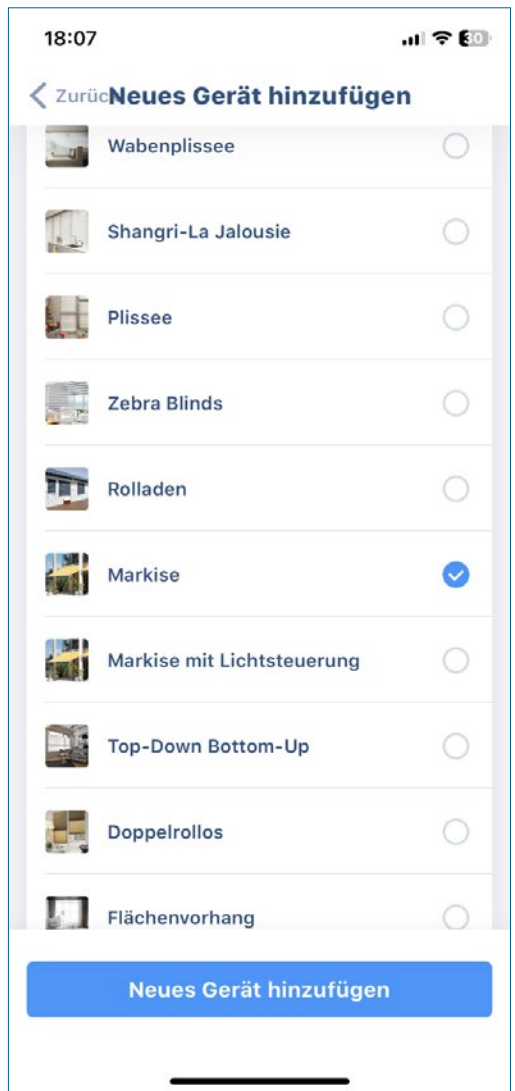 18:07
30
Zurüc
Neues Gerät hinzufügen
Wabenplissee
Shangri-La Jalousie
Plissee
Zebra Blinds
Rolladen
Markise
Markise mit Lichtsteuerung
Top-Down Bottom-Up
Doppelrollos
Flächenvorhang
Neues Gerät hinzufügen